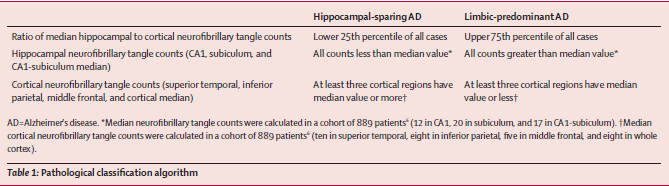 Hippocampal-sparing AD Limbic-predominant AD
Ratio of median hippocampal to cortical neurofibrillary tangle counts Lower 25th percentile of all cases Upper 75th percentile of all cases
Hippocampal neurofibrillary tangle counts (CA1, subiculum, and All counts less than median value* All counts greater than median value*
CA1-subiculum median)
Cortical neurofibrillary tangle counts (superior temporal, inferior At least three cortical regions have At least three cortical regions have median
parietal, middle frontal, and cortical median) median value or more† value or less†
AD=Alzheimer's disease. *Median neurofibrillary tangle counts were calculated in a cohort of 889 patients⁶ (12 in CA1, 20 in subiculum, and 17 in CA1-subiculum). †Median
cortical neurofibrillary tangle counts were calculated in a cohort of 889 patients⁶ (ten in superior temporal, eight in inferior parietal, five in middle frontal, and eight in whole
cortex).
Table 1: Pathological classification algorithm